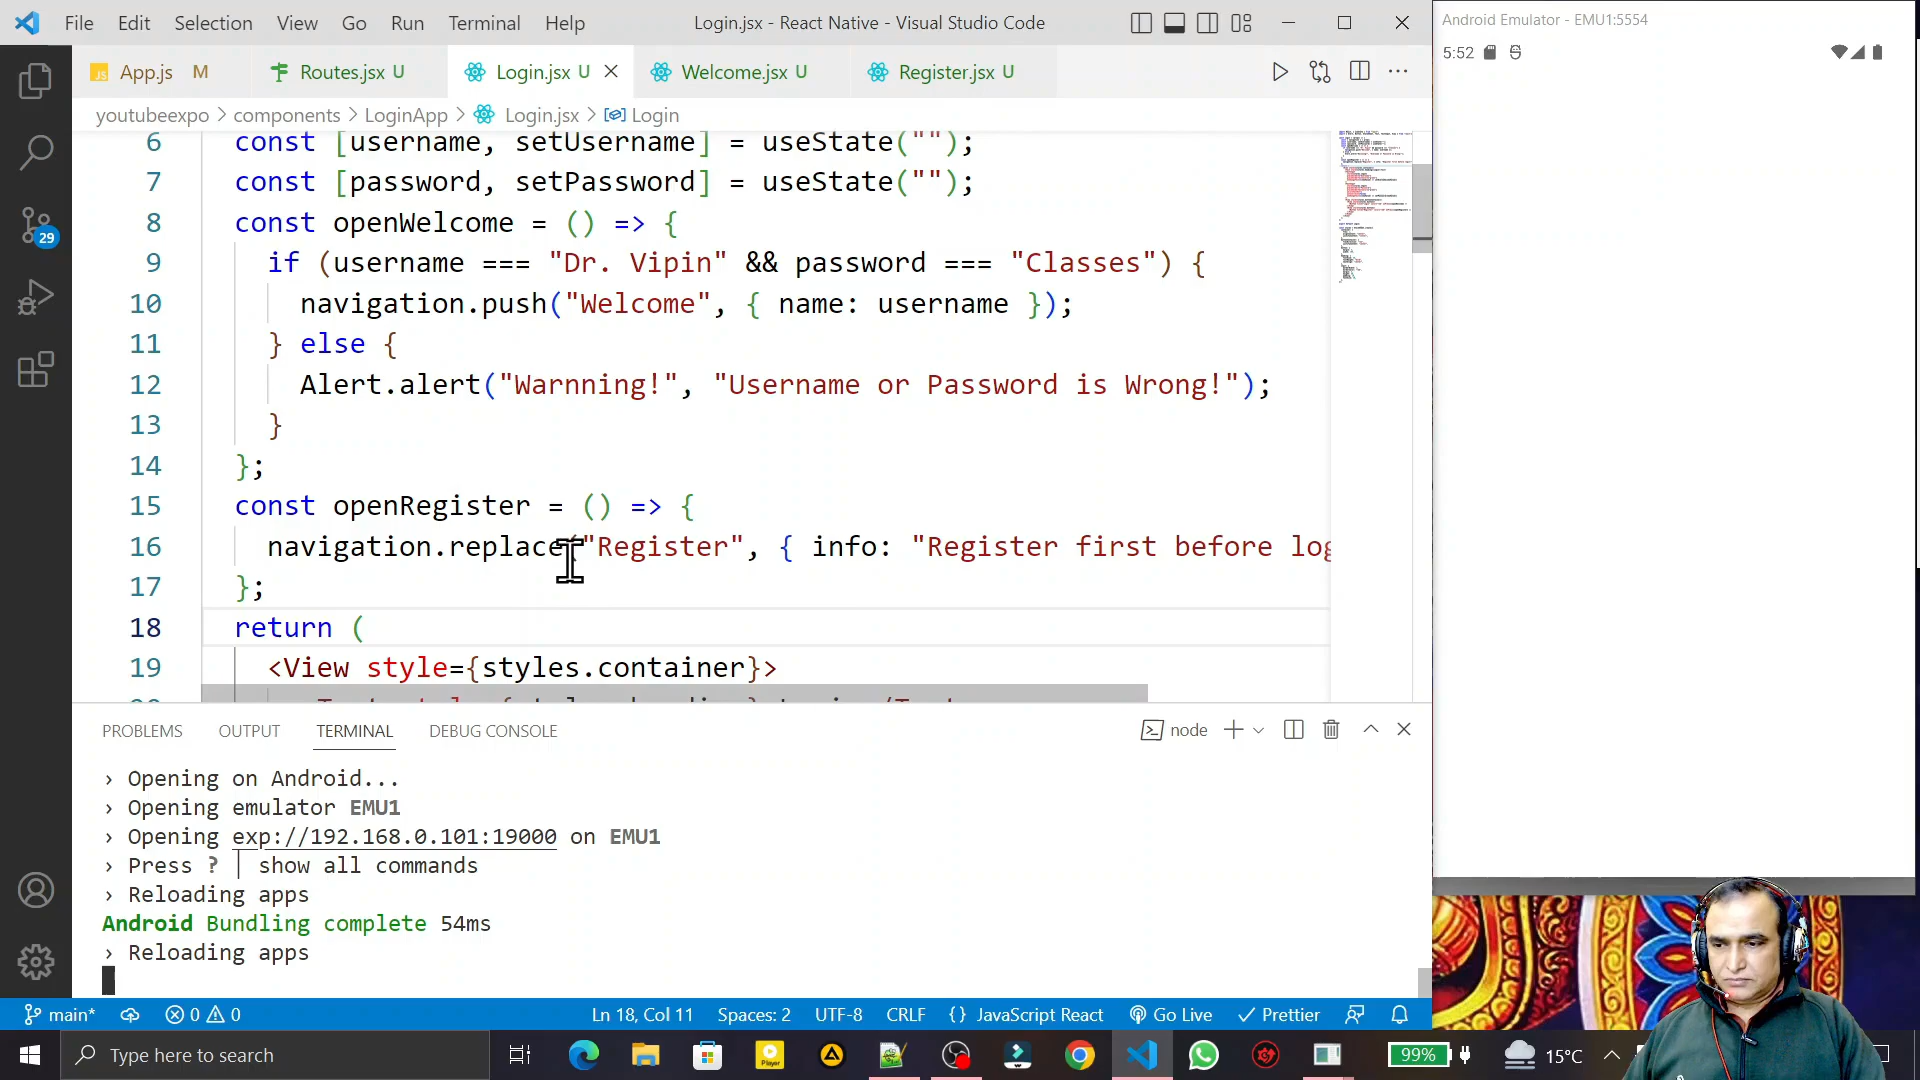 File Edit Selection View Go Run Terminal Help
Login.jsx - React Native - Visual Studio Code
Android Emulator - EMU1:5554
5:52
JS App.js M
Routes.jsx U
Login.jsx U
Welcome.jsx U
Register.jsx U
youtubeexpo > components > LoginApp > Login.jsx > Login
6 const [username, setUsername] = useState("");
7 const [password, setPassword] = useState("");
8 const openWelcome = () => {
9 if (username === "Dr. Vipin" && password === "Classes") {
10 navigation.push("Welcome", { name: username });
11 } else {
12 Alert.alert("Warnning!", "Username or Password is Wrong!");
13 }
14 };
15 const openRegister = () => {
16 navigation.replace("Register", { info: "Register first before log
17 };
18 return (
19 <View style={styles.container}>
29
PROBLEMS OUTPUT TERMINAL DEBUG CONSOLE
node
› Opening on Android...
› Opening emulator EMU1
› Opening exp://192.168.0.101:19000 on EMU1
› Press ? │ show all commands
› Reloading apps
Android Bundling complete 54ms
› Reloading apps
main* 0 0 Ln 18, Col 11 Spaces: 2 UTF-8 CRLF {} JavaScript React Go Live Prettier
Type here to search
Player
99%
15°C